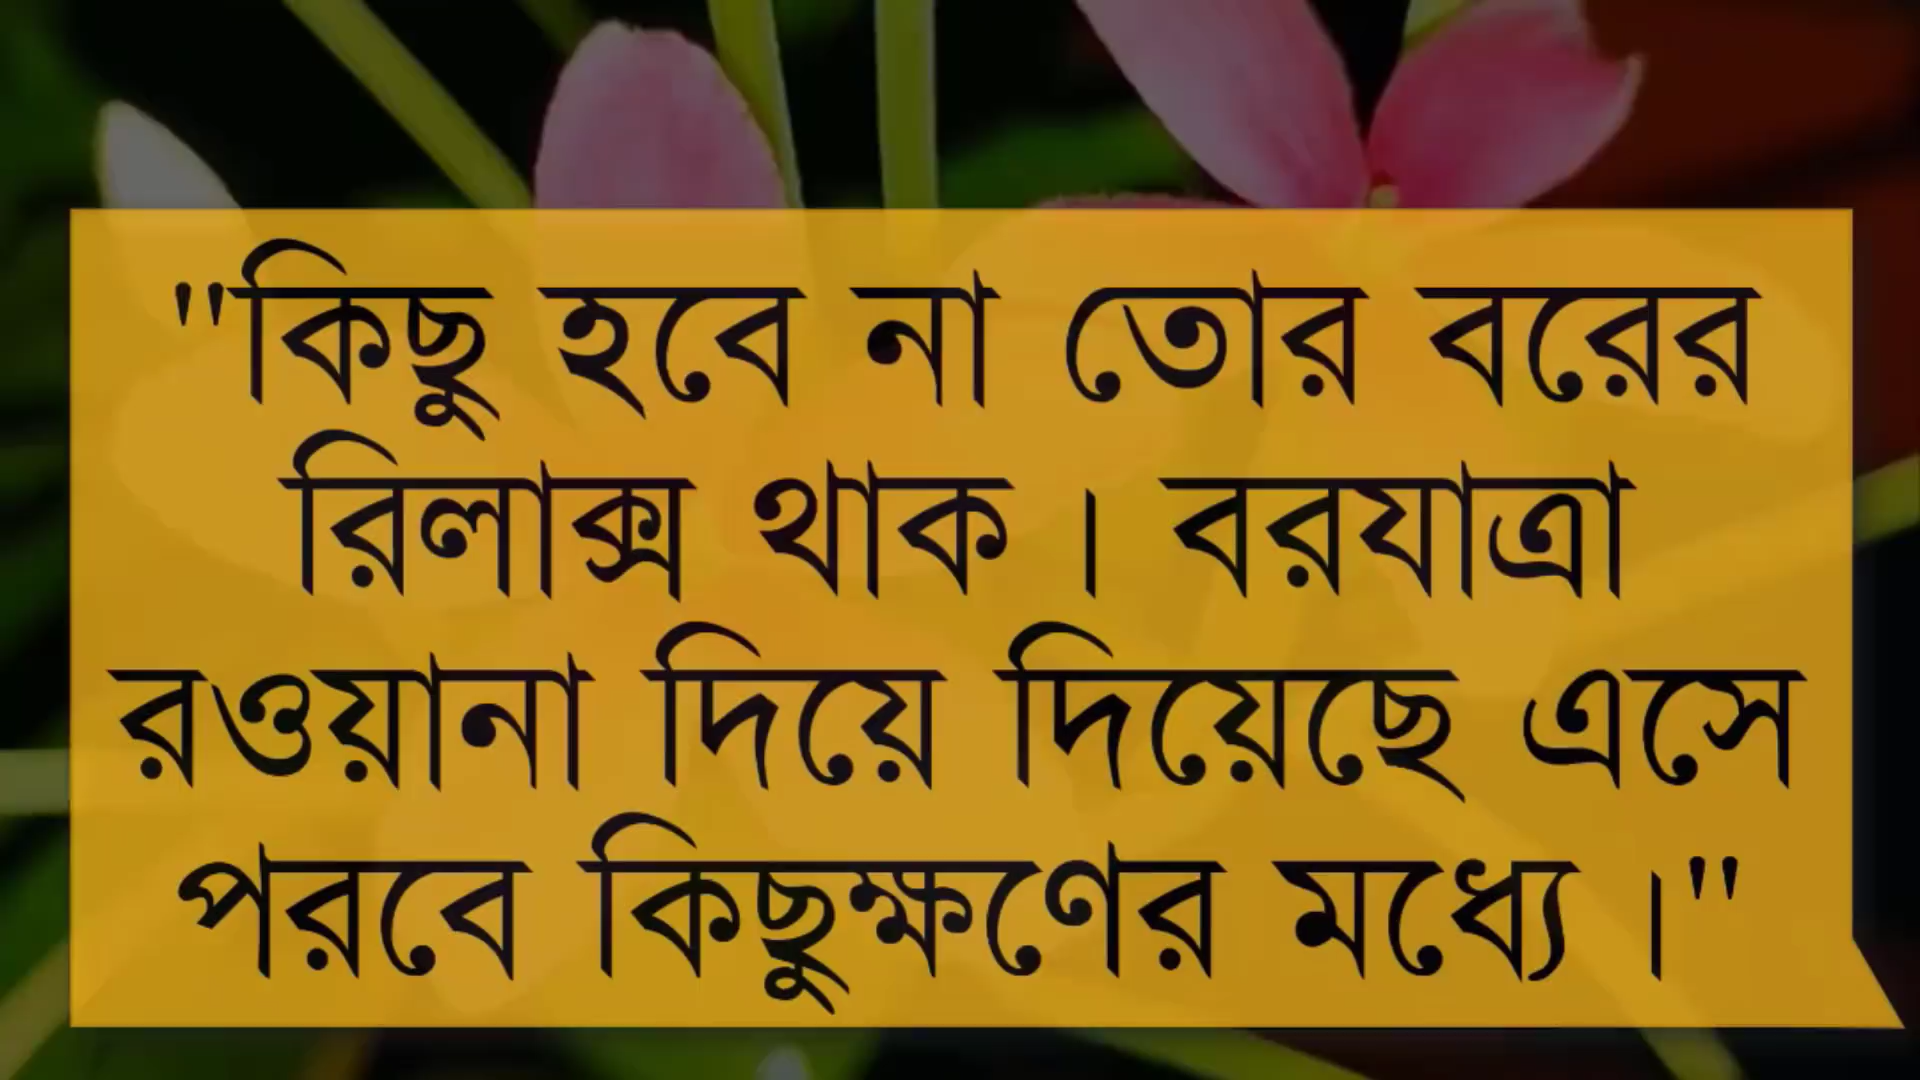 "কিছু হবে না তোর বরের
রিলাক্স থাক । বরযাত্রা
রওয়ানা দিয়ে দিয়েছে এসে
পরবে কিছুক্ষণের মধ্যে ।"